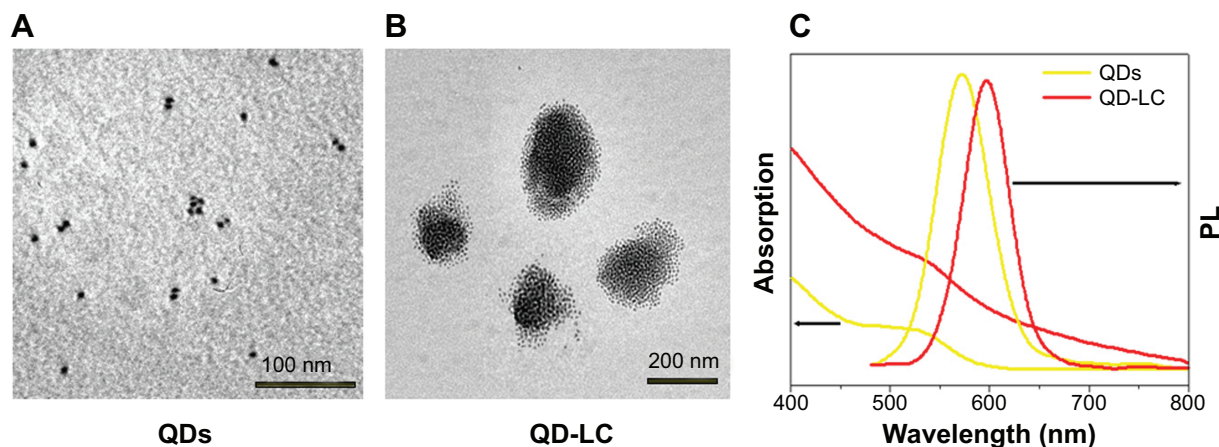 A
B
C
100 nm
200 nm
QDs
QD-LC
QDs
QD-LC
Absorption
PL
400 500 600 700 800
Wavelength (nm)